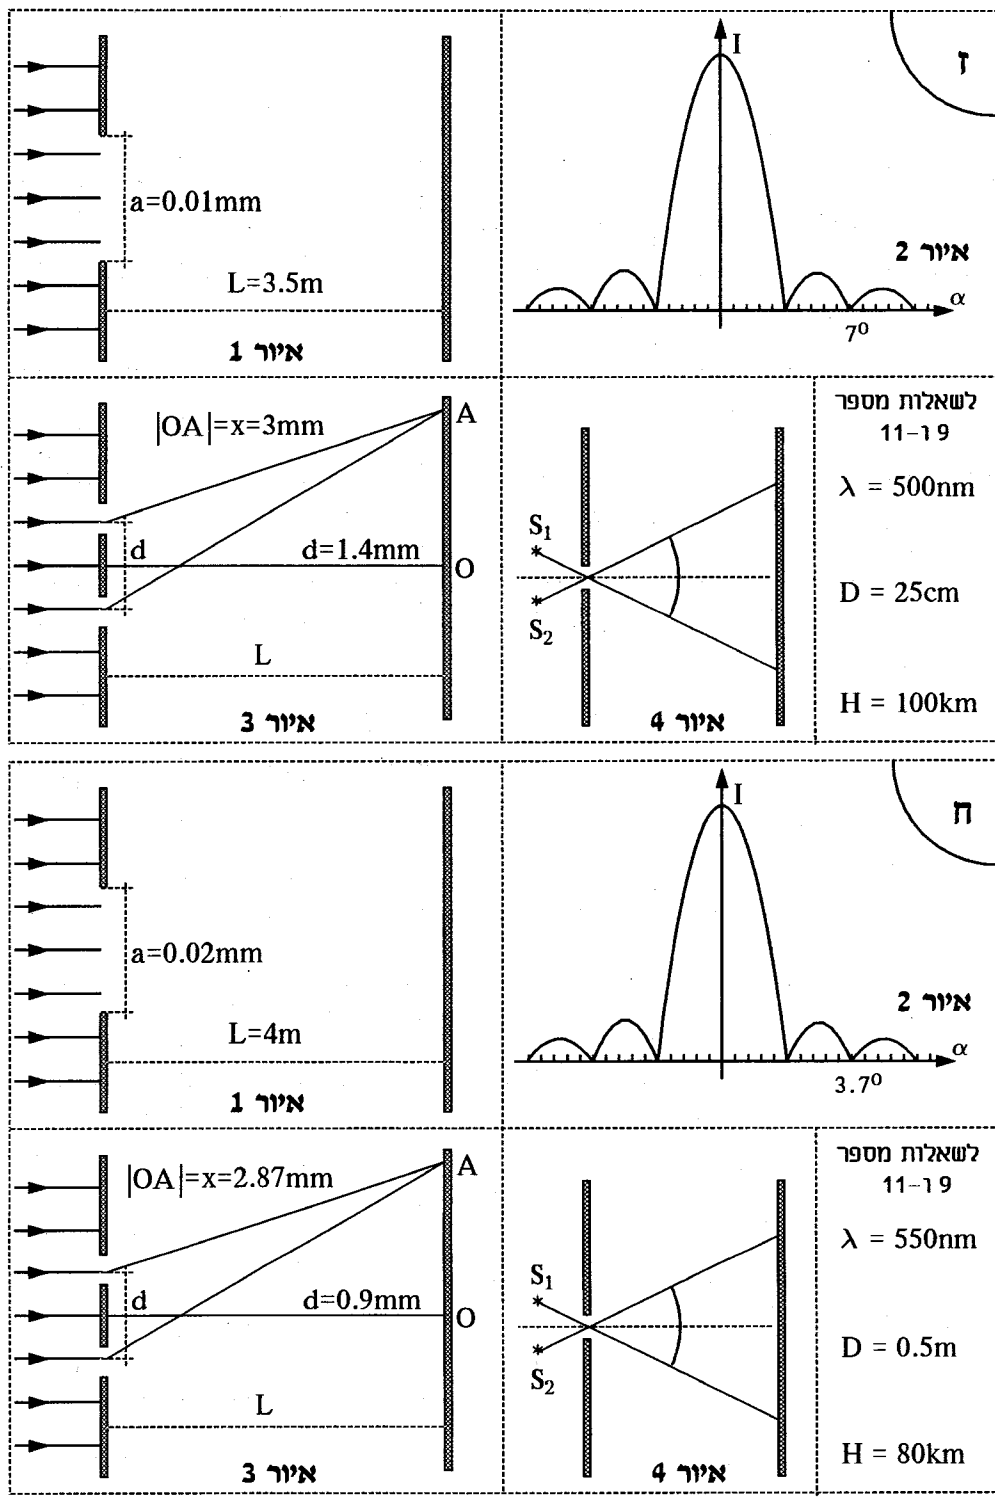 a=0.01mm
L=3.5m
איור 1
I
ז
איור 2
α
7⁰
|OA|=x=3mm
A
d
d=1.4mm
O
L
איור 3
S₁
S₂
איור 4
לשאלות מספר
9 ו-11
λ = 500nm
D = 25cm
H = 100km
a=0.02mm
L=4m
איור 1
I
ח
איור 2
α
3.7⁰
|OA|=x=2.87mm
A
d
d=0.9mm
O
L
איור 3
S₁
S₂
איור 4
לשאלות מספר
9 ו-11
λ = 550nm
D = 0.5m
H = 80km